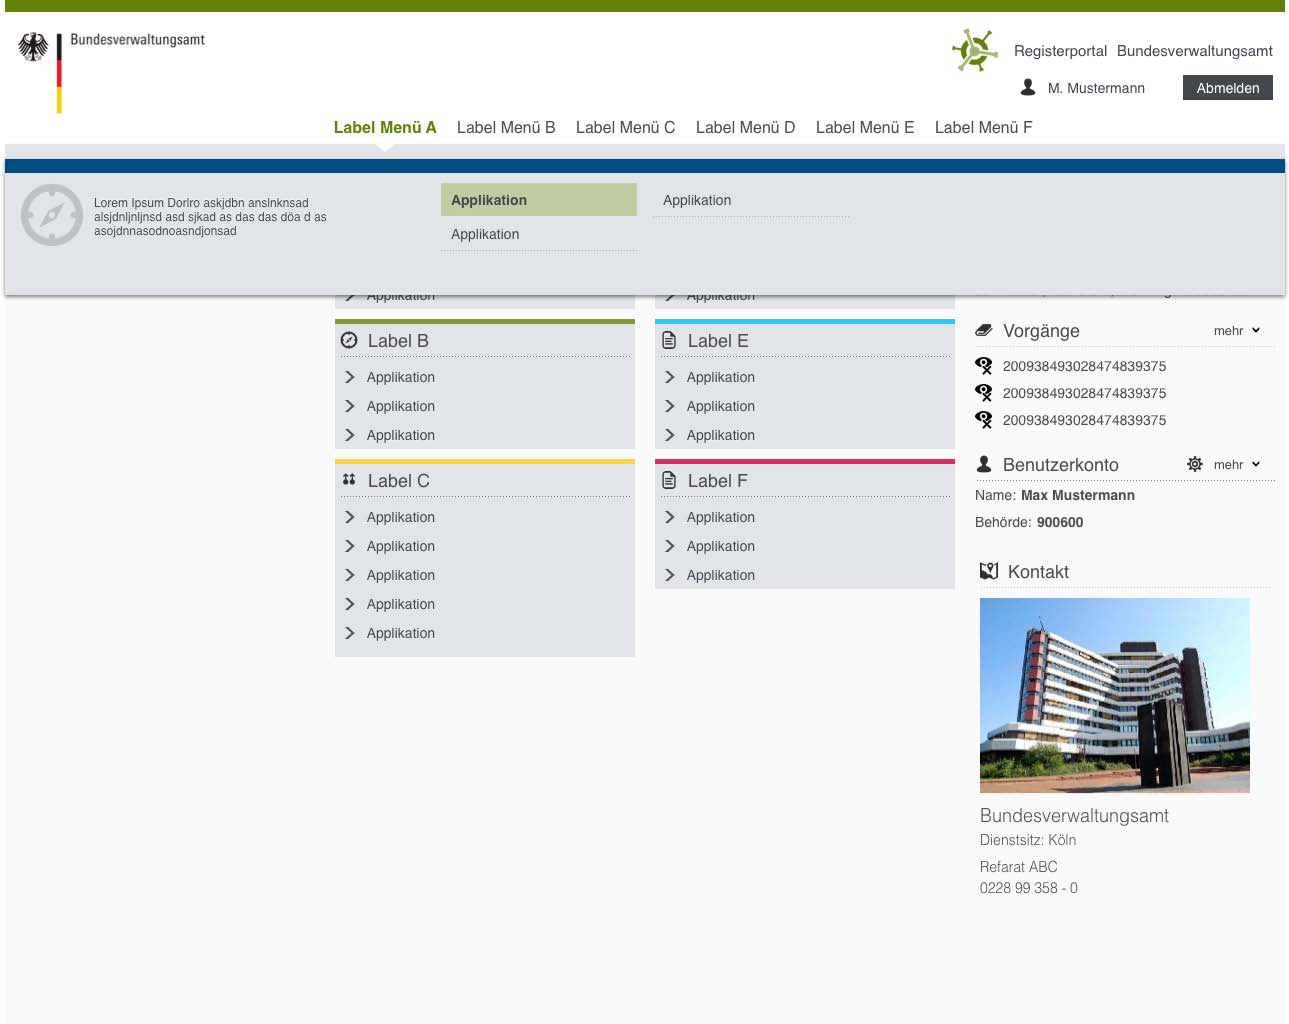 Bundesverwaltungsamt
Registerportal Bundesverwaltungsamt
M. Mustermann
Abmelden
Label Menü A
Label Menü B
Label Menü C
Label Menü D
Label Menü E
Label Menü F
Lorem Ipsum Dorlro askjdbn anslnknsad
alsjdnljnljnsd asd sjkad as das das döa d as
asojdnnasodnoasndjonsad
Applikation
Applikation
Applikation
Applikation
Label B
Applikation
Applikation
Applikation
Label C
Applikation
Applikation
Applikation
Applikation
Applikation
Applikation
Label E
Applikation
Applikation
Applikation
Label F
Applikation
Applikation
Applikation
Vorgänge
mehr
200938493028474839375
200938493028474839375
200938493028474839375
Benutzerkonto
mehr
Name: Max Mustermann
Behörde: 900600
Kontakt
Bundesverwaltungsamt
Dienstsitz: Köln
Refarat ABC
0228 99 358 - 0